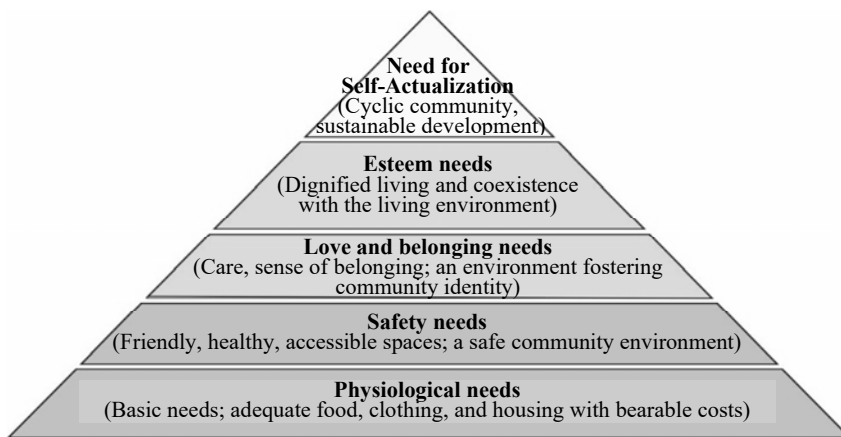 Need for
Self-Actualization
(Cyclic community,
sustainable development)
Esteem needs
(Dignified living and coexistence
with the living environment)
Love and belonging needs
(Care, sense of belonging; an environment fostering
community identity)
Safety needs
(Friendly, healthy, accessible spaces; a safe community environment)
Physiological needs
(Basic needs; adequate food, clothing, and housing with bearable costs)